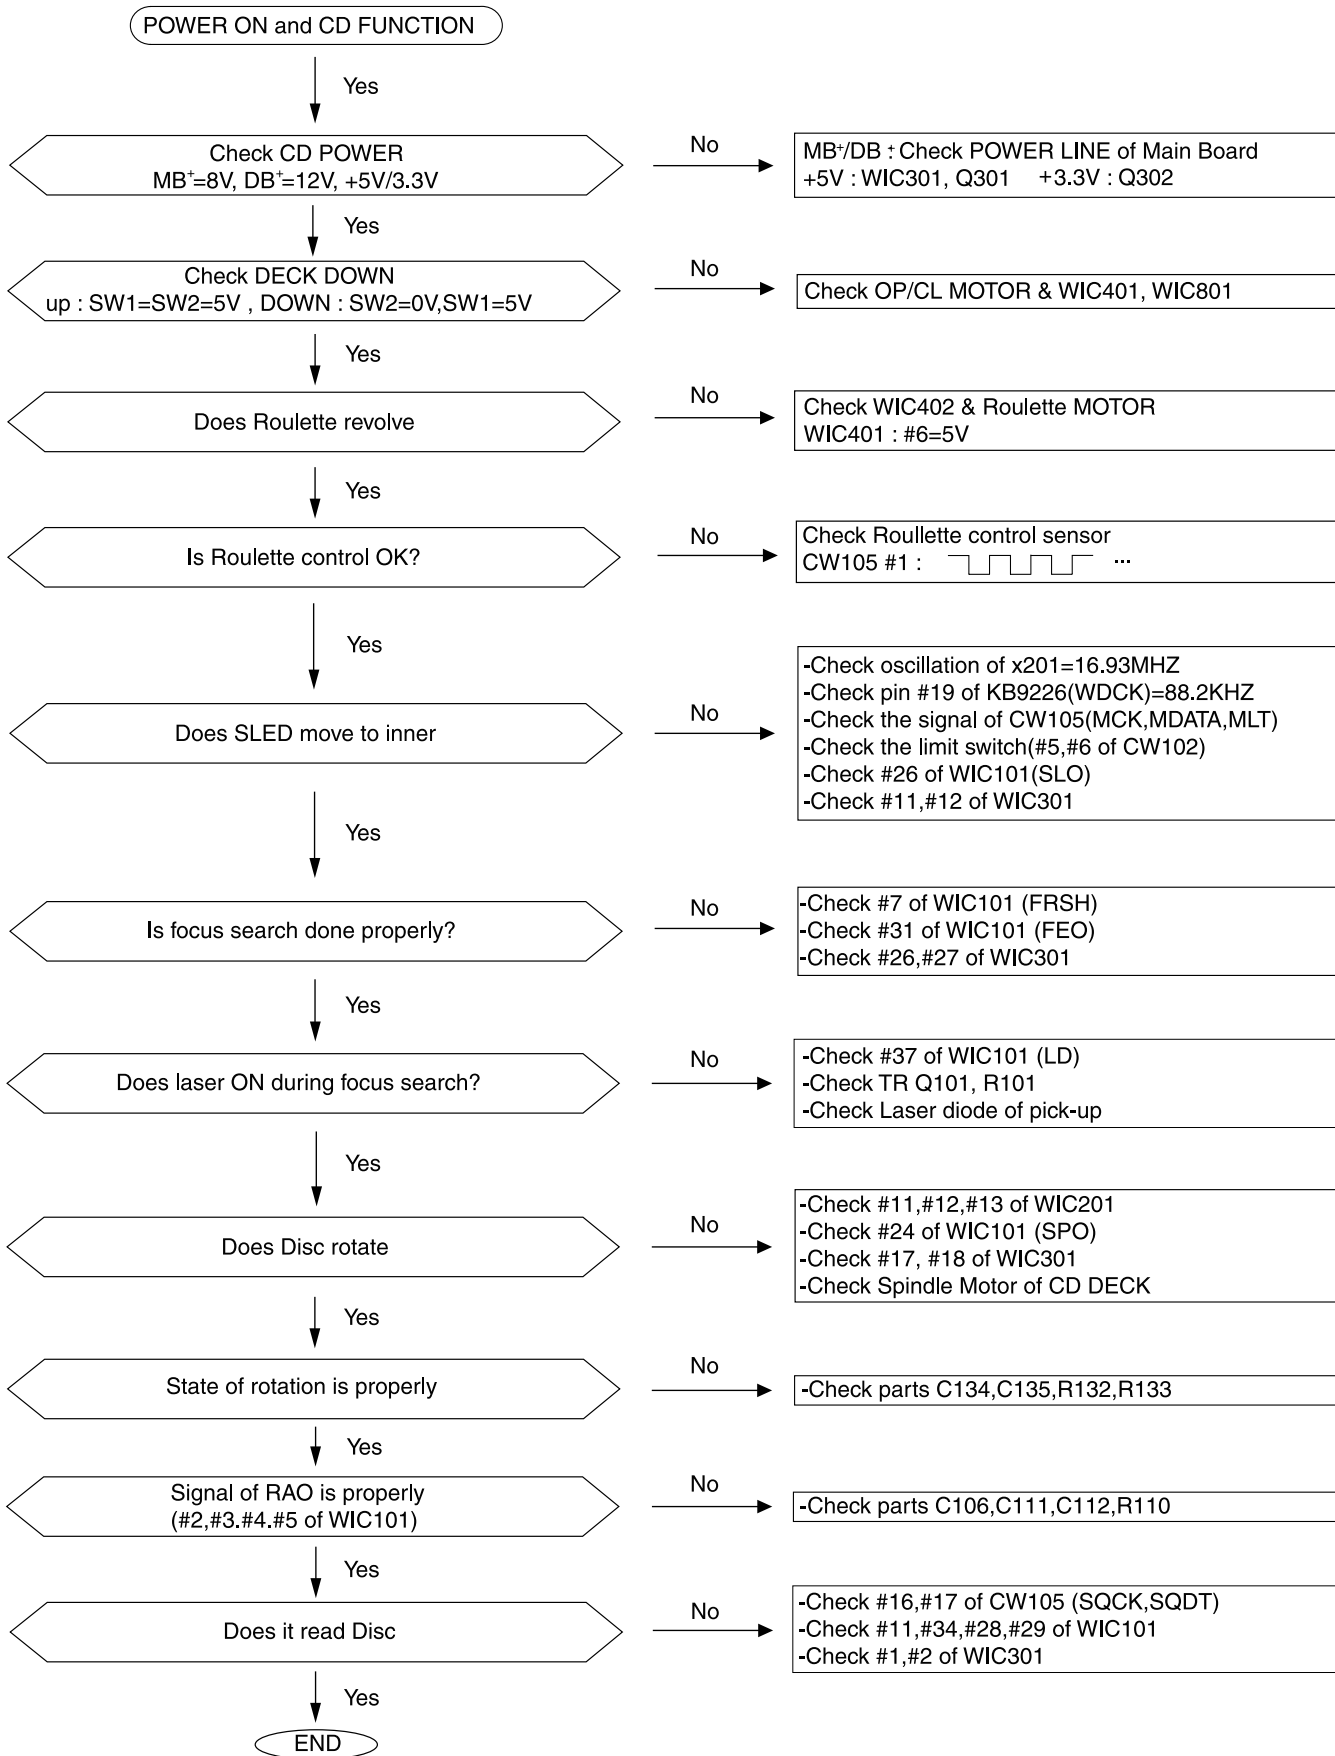 POWER ON and CD FUNCTION
Yes
Check CD POWER
MB+=8V, DB+=12V, +5V/3.3V
No
MB+/DB+ : Check POWER LINE of Main Board
+5V : WIC301, Q301 +3.3V : Q302
Yes
Check DECK DOWN
up : SW1=SW2=5V , DOWN : SW2=0V,SW1=5V
No
Check OP/CL MOTOR & WIC401, WIC801
Yes
Does Roulette revolve
No
Check WIC402 & Roulette MOTOR
WIC401 : #6=5V
Yes
Is Roulette control OK?
No
Check Roullette control sensor
CW105 #1 : ...
Yes
Does SLED move to inner
No
-Check oscillation of x201=16.93MHZ
-Check pin #19 of KB9226(WDCK)=88.2KHZ
-Check the signal of CW105(MCK,MDATA,MLT)
-Check the limit switch(#5,#6 of CW102)
-Check #26 of WIC101(SLO)
-Check #11,#12 of WIC301
Yes
Is focus search done properly?
No
-Check #7 of WIC101 (FRSH)
-Check #31 of WIC101 (FEO)
-Check #26,#27 of WIC301
Yes
Does laser ON during focus search?
No
-Check #37 of WIC101 (LD)
-Check TR Q101, R101
-Check Laser diode of pick-up
Yes
Does Disc rotate
No
-Check #11,#12,#13 of WIC201
-Check #24 of WIC101 (SPO)
-Check #17, #18 of WIC301
-Check Spindle Motor of CD DECK
Yes
State of rotation is properly
No
-Check parts C134,C135,R132,R133
Yes
Signal of RAO is properly
(#2,#3.#4.#5 of WIC101)
No
-Check parts C106,C111,C112,R110
Yes
Does it read Disc
No
-Check #16,#17 of CW105 (SQCK,SQDT)
-Check #11,#34,#28,#29 of WIC101
-Check #1,#2 of WIC301
Yes
END